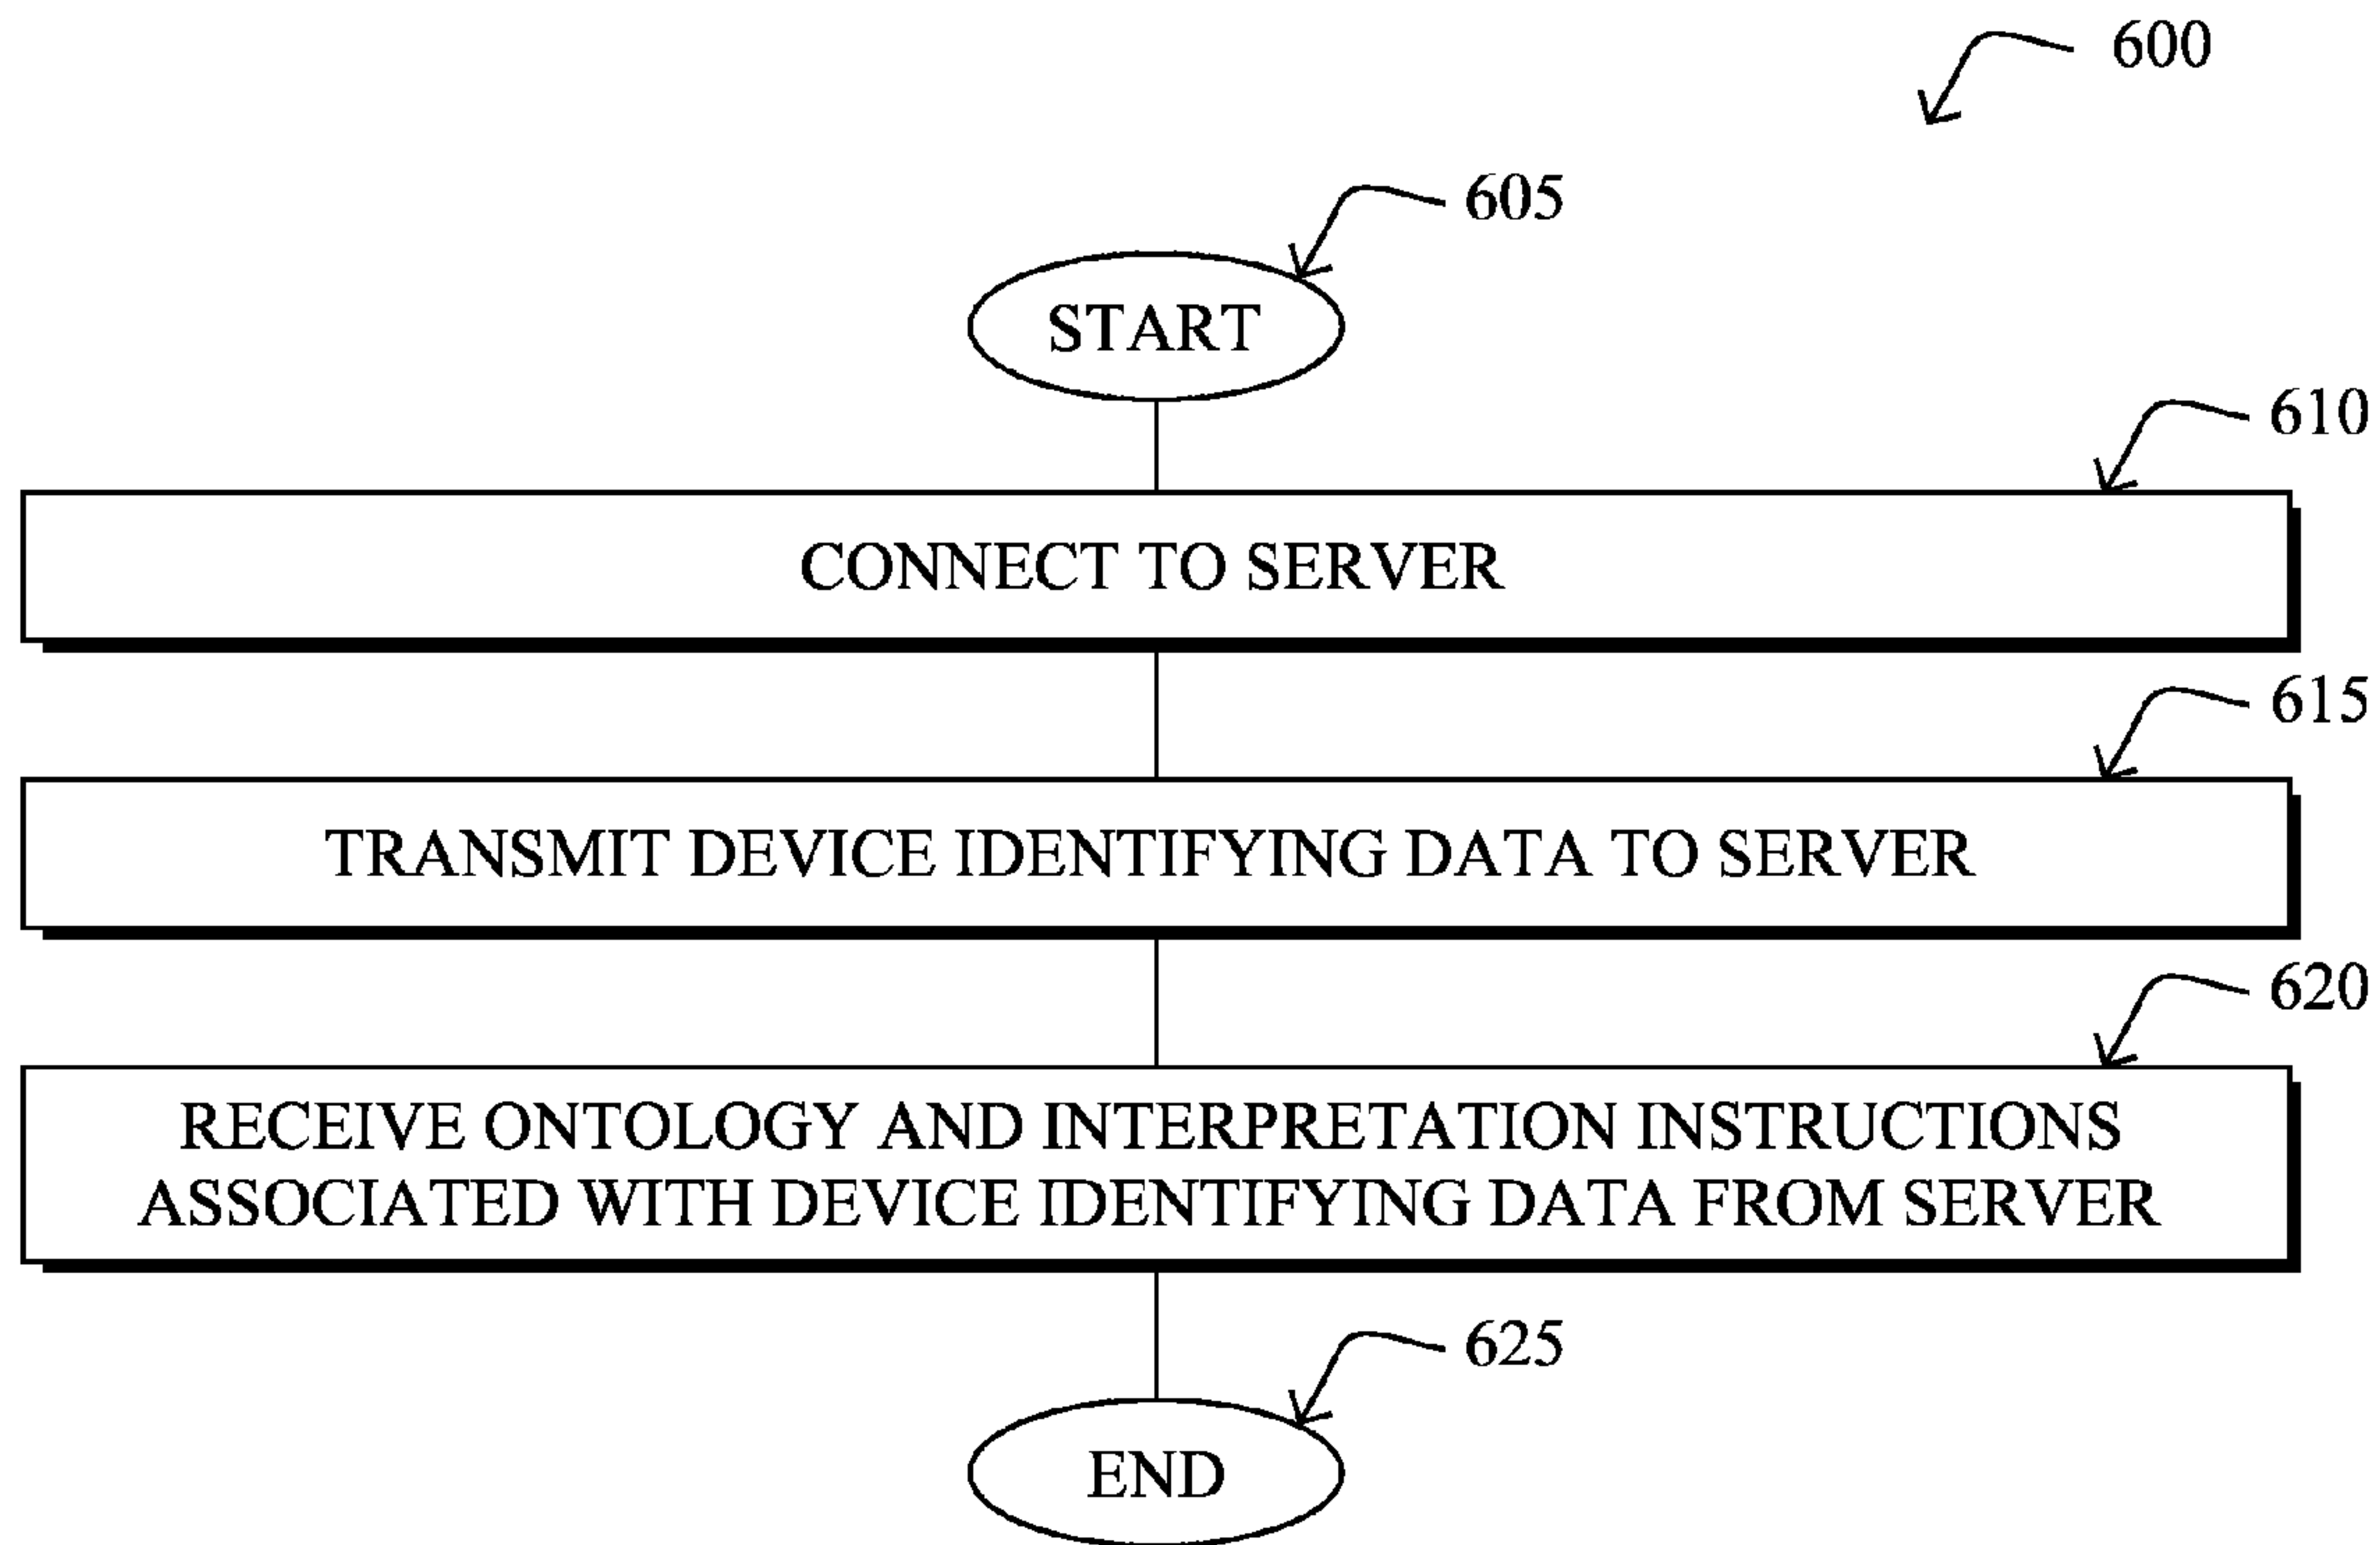 600
605
START
610
CONNECT TO SERVER
615
TRANSMIT DEVICE IDENTIFYING DATA TO SERVER
620
RECEIVE ONTOLOGY AND INTERPRETATION INSTRUCTIONS
ASSOCIATED WITH DEVICE IDENTIFYING DATA FROM SERVER
625
END